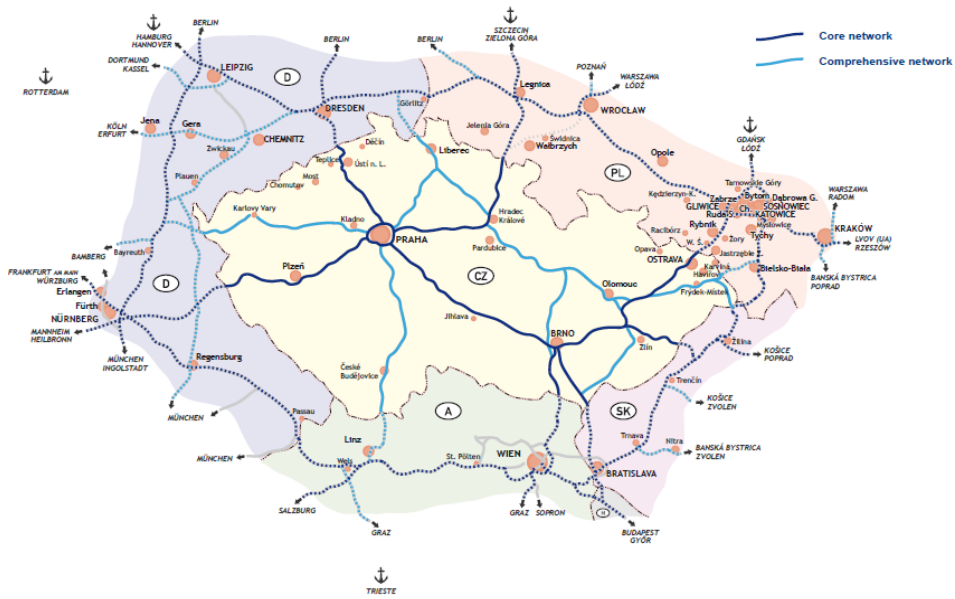 BERLIN
HAMBURG
HANNOVER
DORTMUND
KASSEL
ROTTERDAM
LEIPZIG
D
BERLIN
BERLIN
SZCZECIN
ZIELONA GÓRA
Core network
Comprehensive network
POZNAŃ
WARSZAWA
ŁÓDŹ
Legnica
WROCŁAW
GDAŃSK
ŁÓDŹ
KÖLN
ERFURT
Jena
Gera
Zwickau
CHEMNITZ
DRESDEN
Görlitz
Jelenia Góra
Świdnica
Wałbrzych
Opole
PL
Plauen
Děčín
Teplice
Ústí n. L.
Most
Chomutov
Liberec
Kędzierzyn-K.
Tarnowskie Góry
Bytom
Dąbrowa G.
Zabrze
GLIWICE
Ch.
SOSNOWIEC
Ruda Ś.
KATOWICE
Mysłowice
Tychy
WARSZAWA
RADOM
KRAKÓW
LVOV (UA)
RZESZÓW
BANSKÁ BYSTRICA
POPRAD
Karlovy Vary
Kladno
PRAHA
Hradec
Králové
Pardubice
Racibórz
Rybnik
W. Ś.
Żory
Jastrzębie
Opava
OSTRAVA
Karviná
Havířov
Frýdek-Místek
Bielsko-Biała
BAMBERG
Bayreuth
FRANKFURT AM MAIN
WÜRZBURG
Erlangen
Fürth
NÜRNBERG
D
Plzeň
CZ
Olomouc
MANNHEIM
HEILBRONN
MÜNCHEN
INGOLSTADT
Regensburg
Jihlava
BRNO
Zlín
Žilina
KOŠICE
POPRAD
České
Budějovice
Trenčín
KOŠICE
ZVOLEN
MÜNCHEN
Passau
A
SK
MÜNCHEN
Linz
Wels
St. Pölten
WIEN
Trnava
Nitra
BANSKÁ BYSTRICA
ZVOLEN
BRATISLAVA
SALZBURG
GRAZ
GRAZ
SOPRON
H
BUDAPEST
GYŐR
TRIESTE